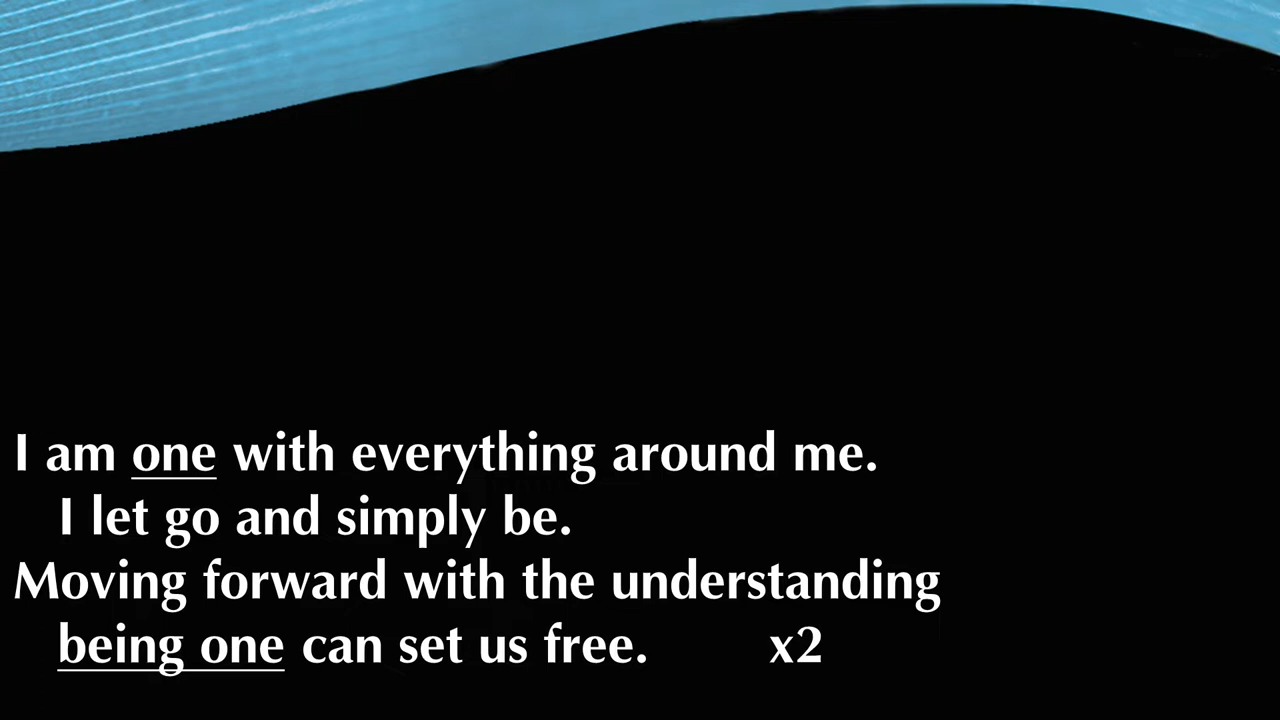 I am one with everything around me.
I let go and simply be.
Moving forward with the understanding
being one can set us free. x2